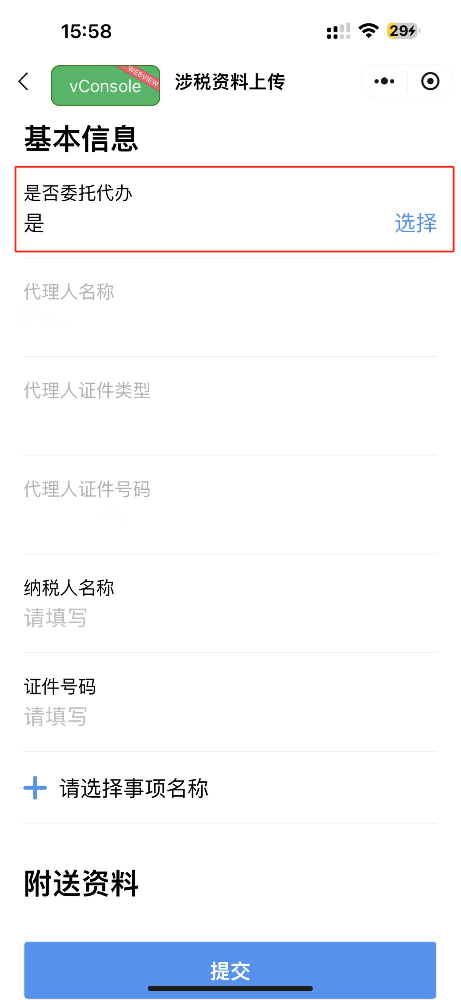 15:58
29
vConsole
WEBVIEW
涉税资料上传
基本信息
是否委托代办
是
选择
代理人名称
代理人证件类型
代理人证件号码
纳税人名称
请填写
证件号码
请填写
请选择事项名称
附送资料
提交